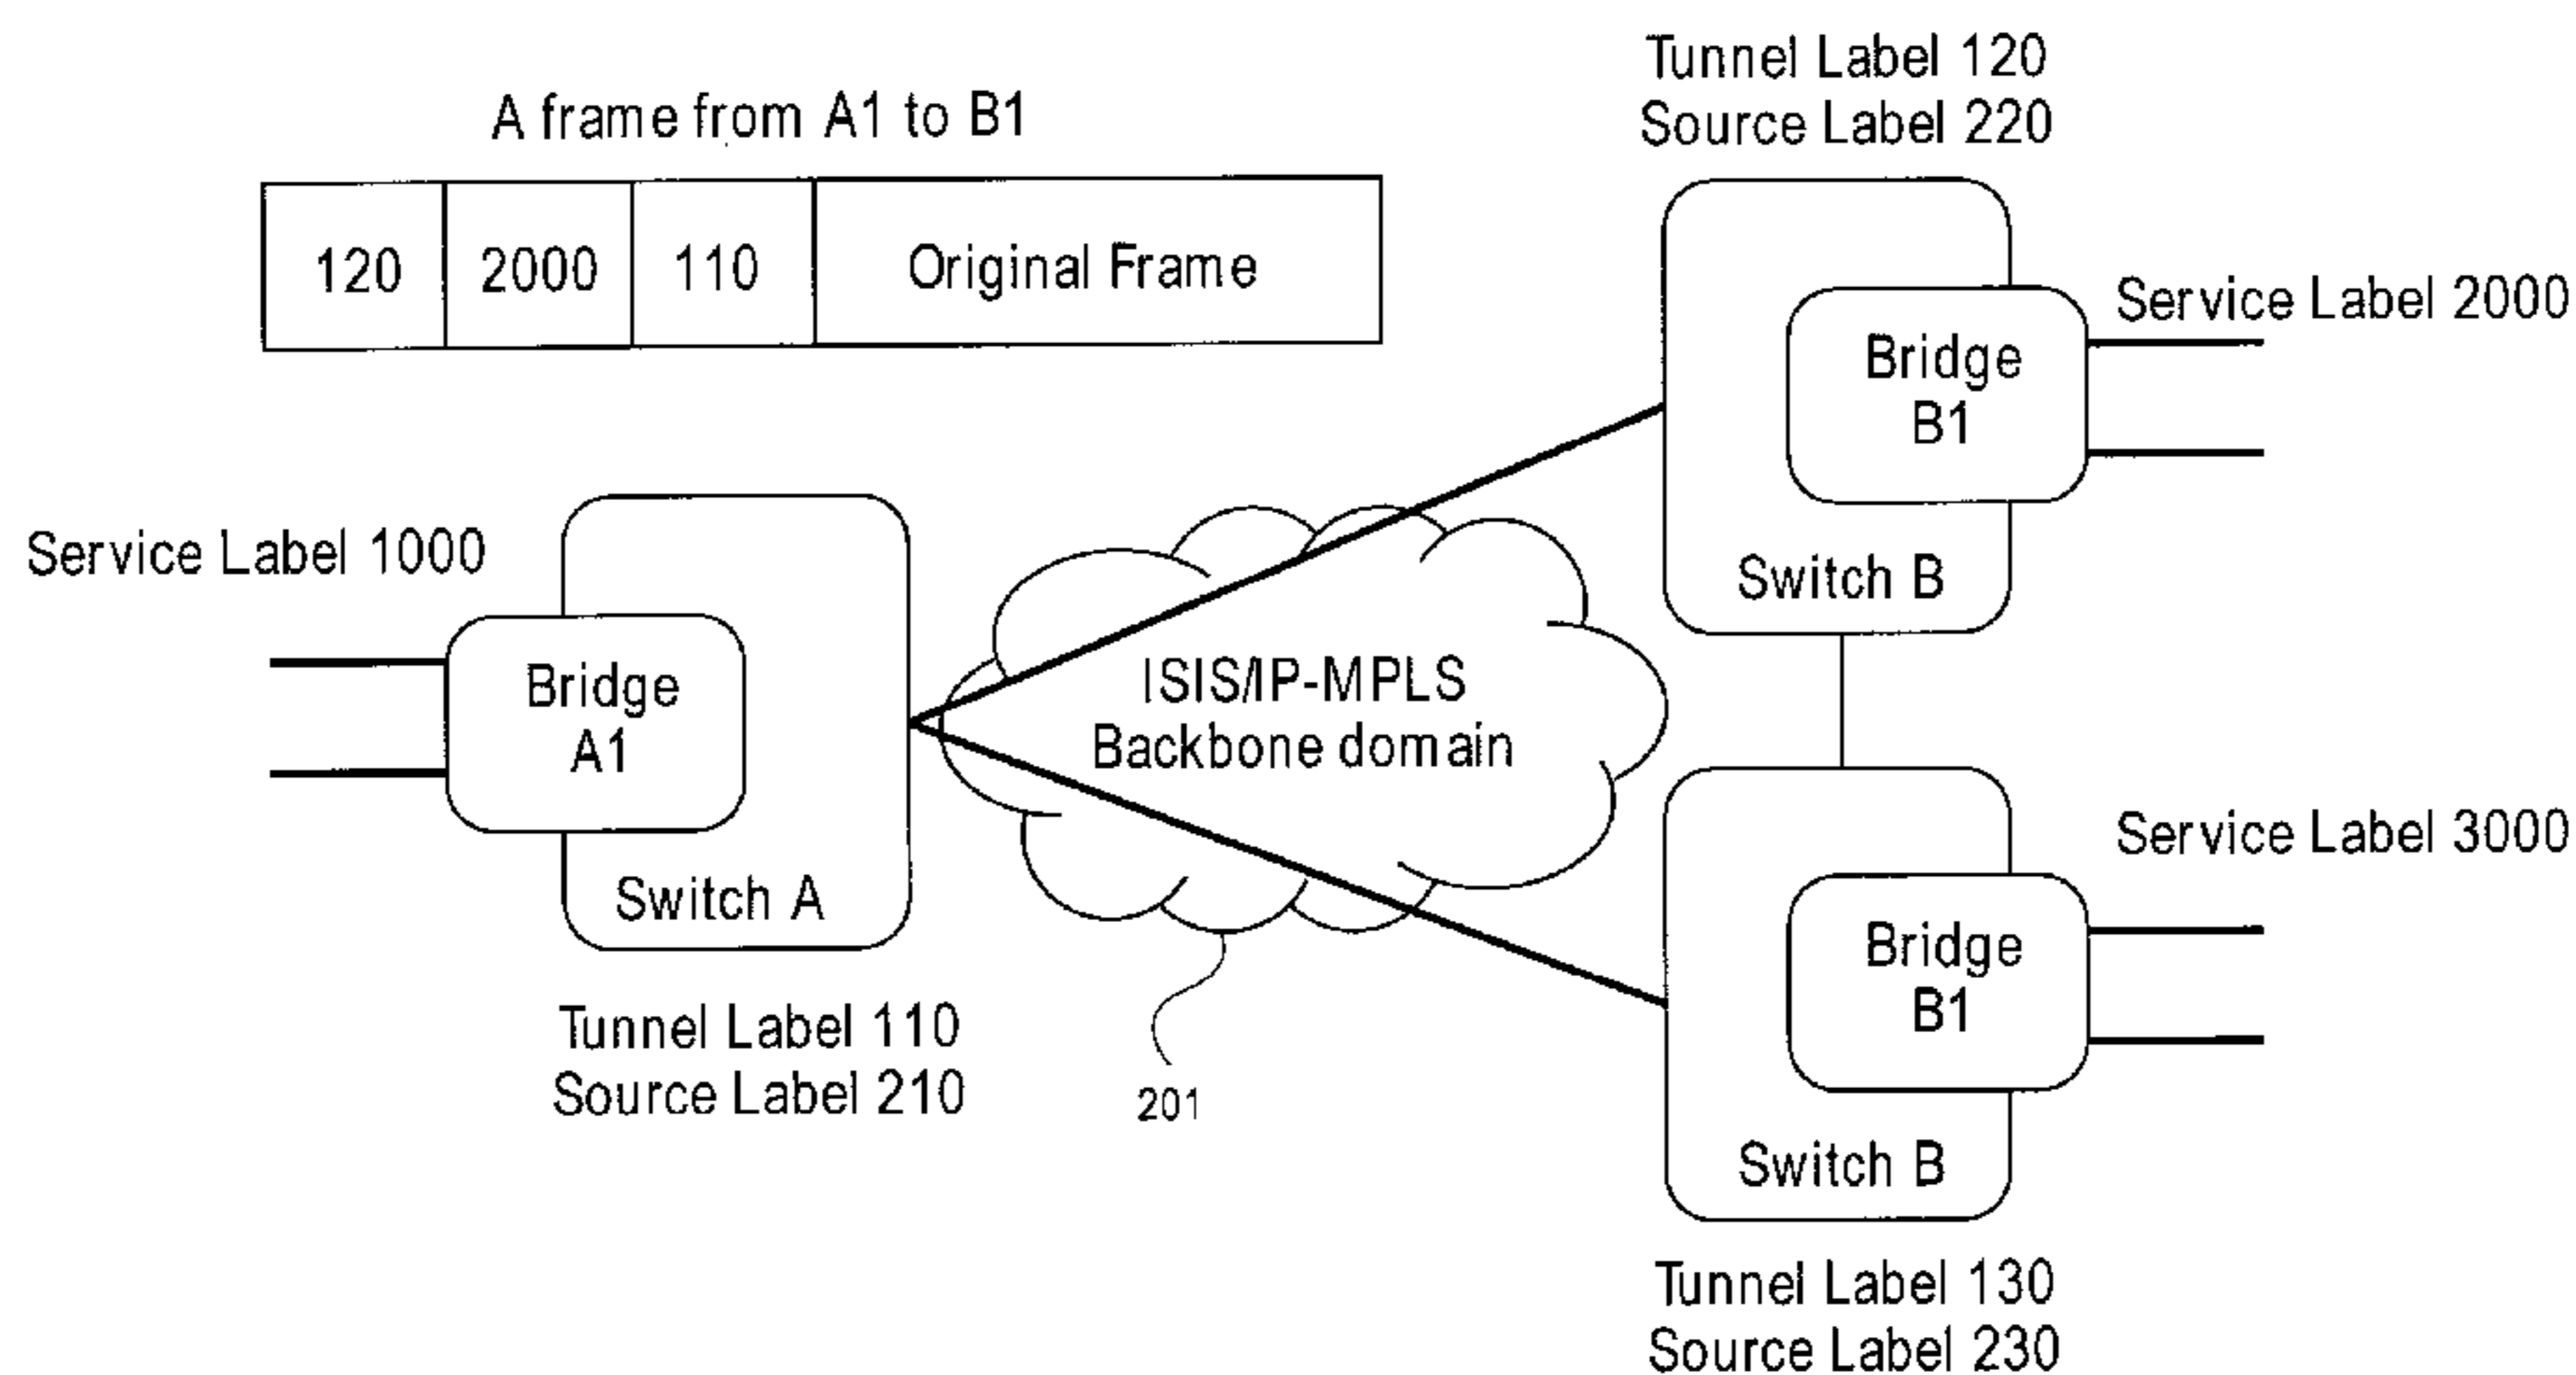 A frame from A1 to B1
120 2000 110 Original Frame
Tunnel Label 120
Source Label 220
Service Label 2000
Bridge
B1
Switch B
Service Label 1000
Bridge
A1
Switch A
Tunnel Label 110
Source Label 210
ISIS/IP-MPLS
Backbone domain
201
Service Label 3000
Bridge
B1
Switch B
Tunnel Label 130
Source Label 230